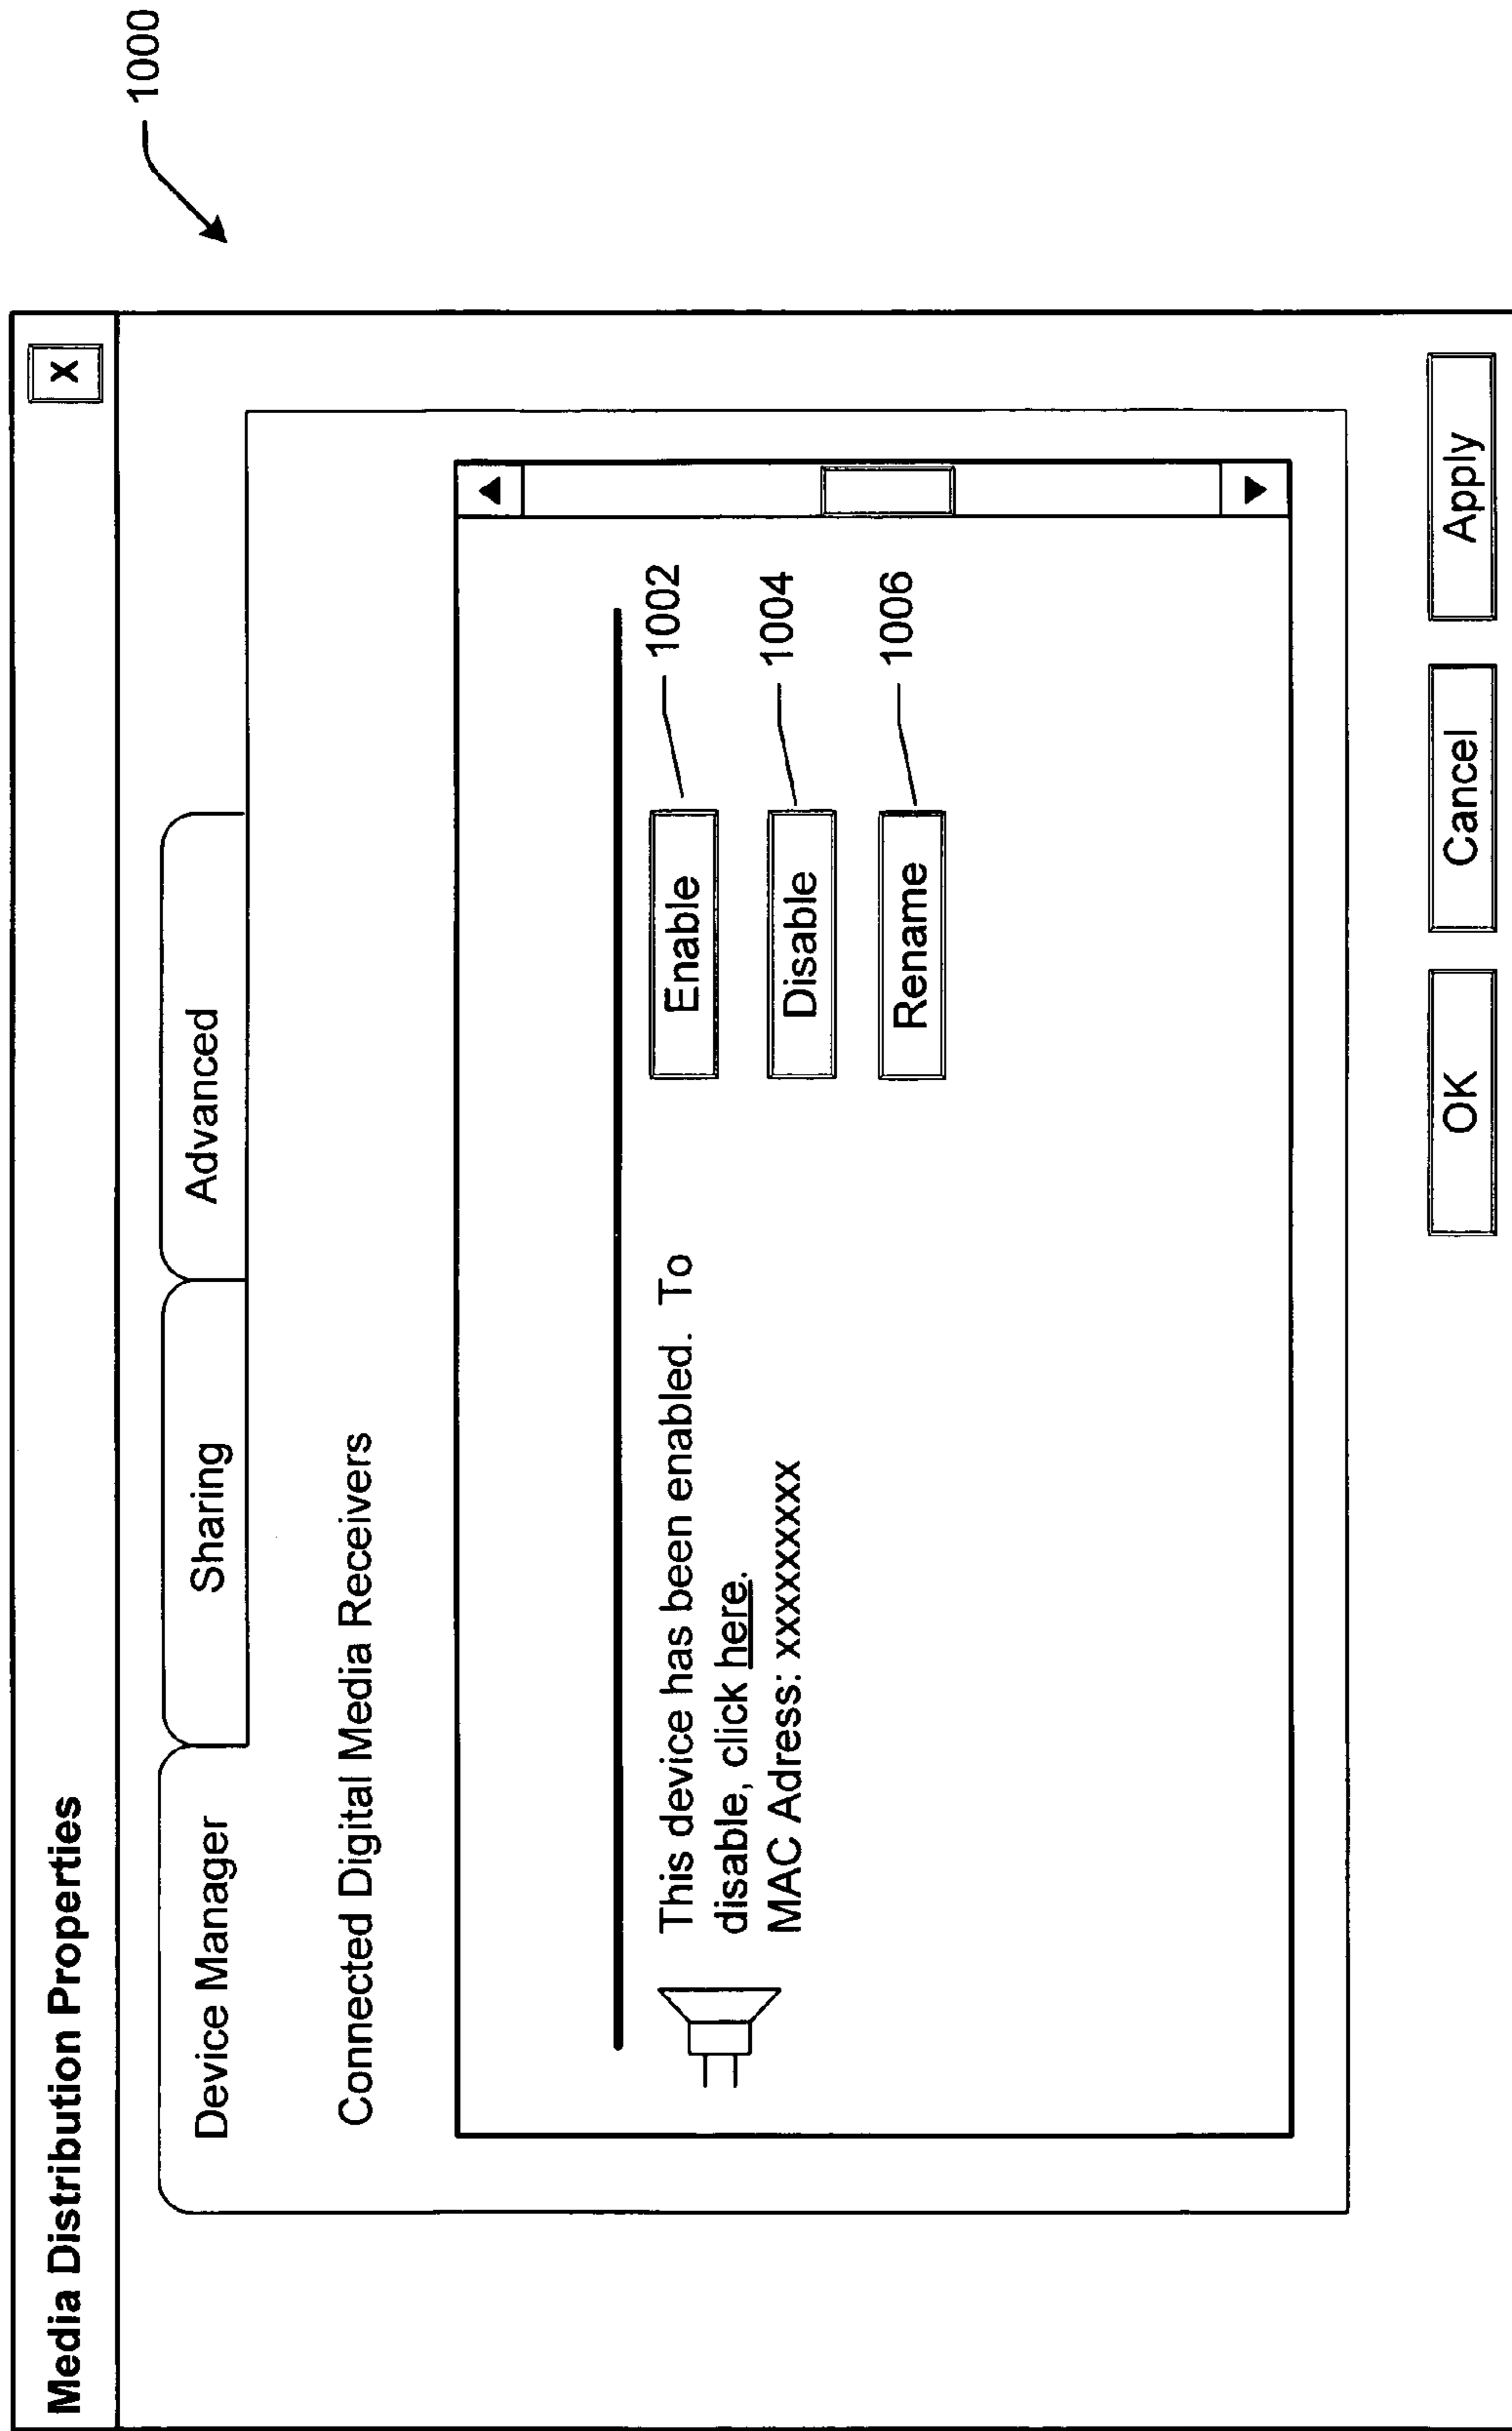 Media Distribution Properties
X
1000
Device Manager
Sharing
Advanced
Connected Digital Media Receivers
This device has been enabled. To
disable, click here.
MAC Adress: xxxxxxxx
Enable
1002
Disable
1004
Rename
1006
OK
Cancel
Apply